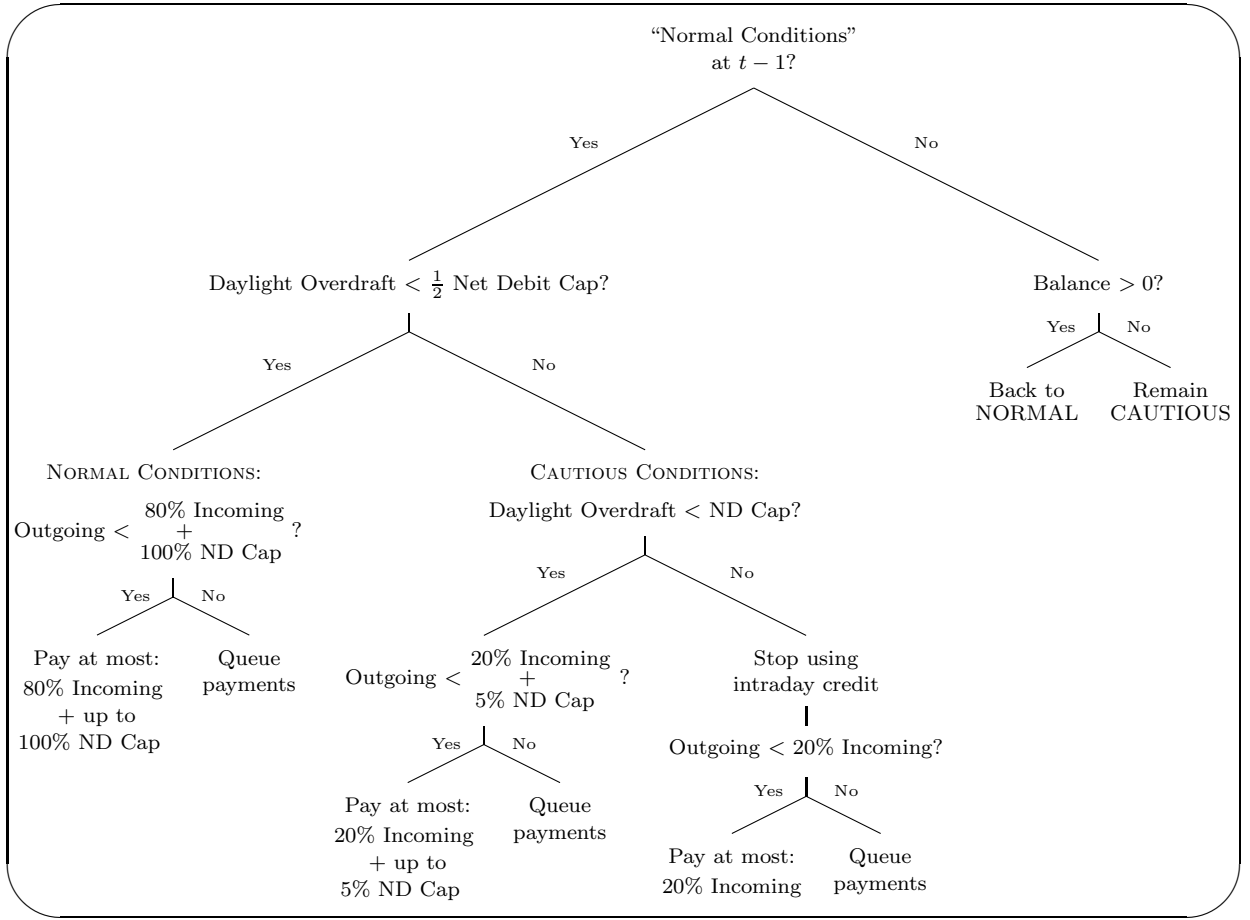 “Normal Conditions”
at t − 1?
Yes
No
Daylight Overdraft < 1/2 Net Debit Cap?
Balance > 0?
Yes
No
Back to
NORMAL
Remain
CAUTIOUS
Yes
No
NORMAL CONDITIONS:
80% Incoming
Outgoing < + ?
100% ND Cap
Yes
No
Pay at most:
80% Incoming
+ up to
100% ND Cap
Queue
payments
CAUTIOUS CONDITIONS:
Daylight Overdraft < ND Cap?
Yes
No
20% Incoming
Outgoing < + ?
5% ND Cap
Yes
No
Pay at most:
20% Incoming
+ up to
5% ND Cap
Queue
payments
Stop using
intraday credit
Outgoing < 20% Incoming?
Yes
No
Pay at most:
20% Incoming
Queue
payments